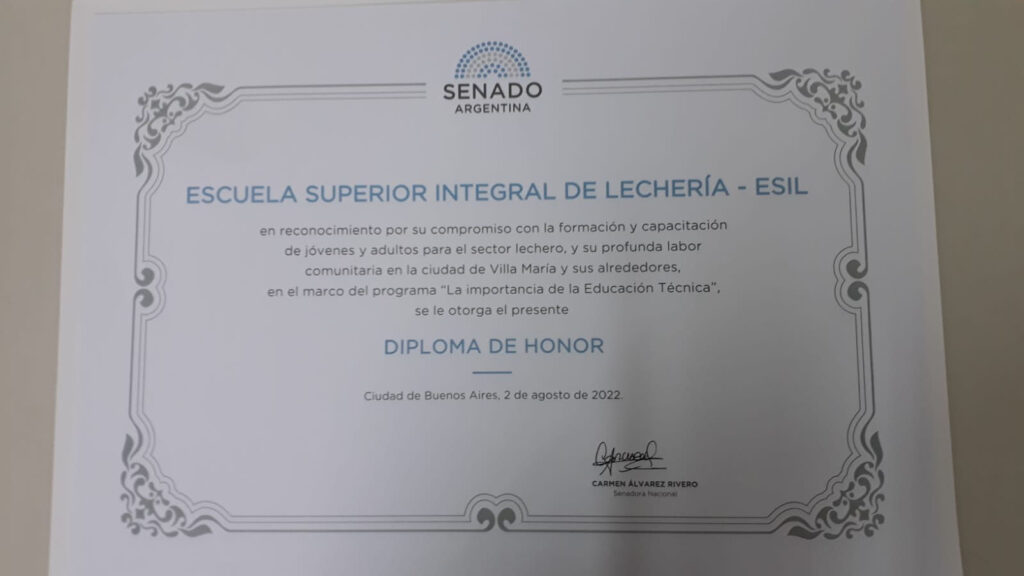 SENADO
ARGENTINA
ESCUELA SUPERIOR INTEGRAL DE LECHERÍA - ESIL
en reconocimiento por su compromiso con la formación y capacitación
de jóvenes y adultos para el sector lechero, y su profunda labor
comunitaria en la ciudad de Villa María y sus alrededores,
en el marco del programa “La importancia de la Educación Técnica”,
se le otorga el presente
DIPLOMA DE HONOR
Ciudad de Buenos Aires, 2 de agosto de 2022.
CARMEN ÁLVAREZ RIVERO
Senadora Nacional